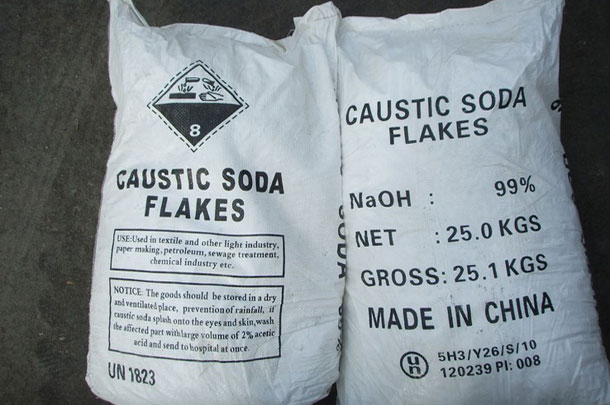 8
CAUSTIC SODA
FLAKES
USE:Used in textile and other light industry,
paper making, petroleum, sewage treatment,
chemical industry etc.
NOTICE: The goods should be stored in a dry
and ventilated place, prevention of rainfall, if
caustic soda splash onto the eyes and skin,wash
the affected part with large volume of 2% acetic
acid and send to hospital at once.
UN 1823
CAUSTIC SODA
FLAKES
NaOH : 99%
NET : 25.0 KGS
GROSS: 25.1 KGS
MADE IN CHINA
un 5H3/Y26/S/10
120239 PI: 008